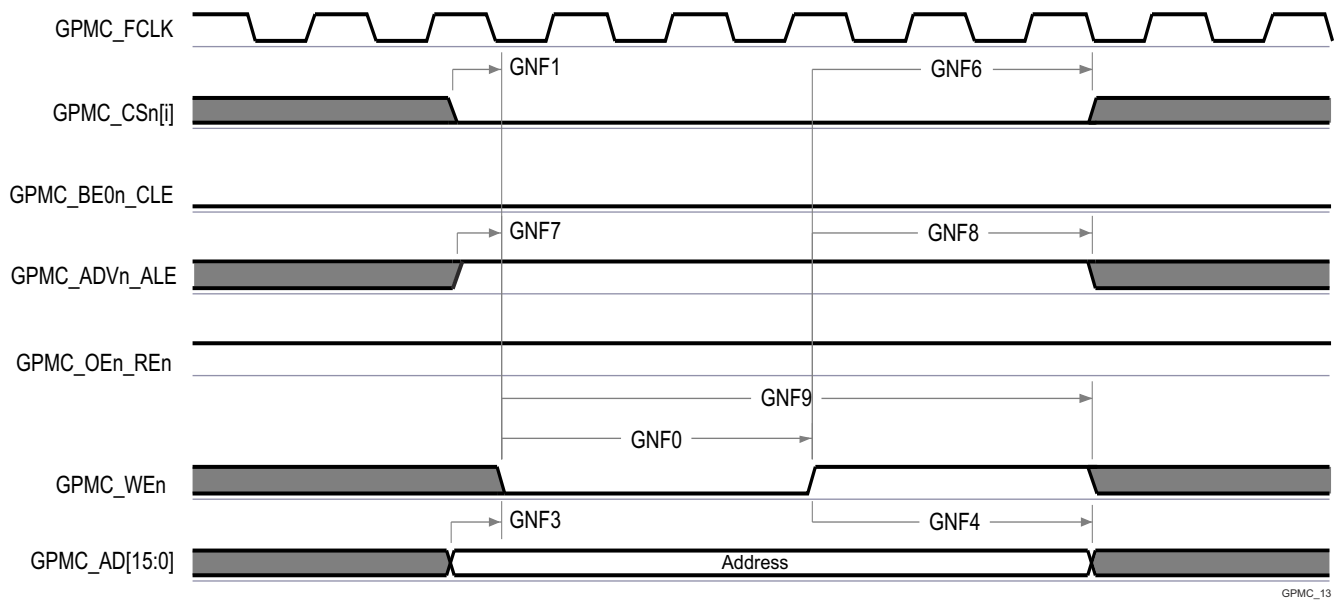 GPMC_FCLK
GNF1
GNF6
GPMC_CSn[i]
GPMC_BE0n_CLE
GNF7
GNF8
GPMC_ADVn_ALE
GPMC_OEn_REn
GNF9
GNF0
GPMC_WEn
GNF3
GNF4
GPMC_AD[15:0]
Address
GPMC_13